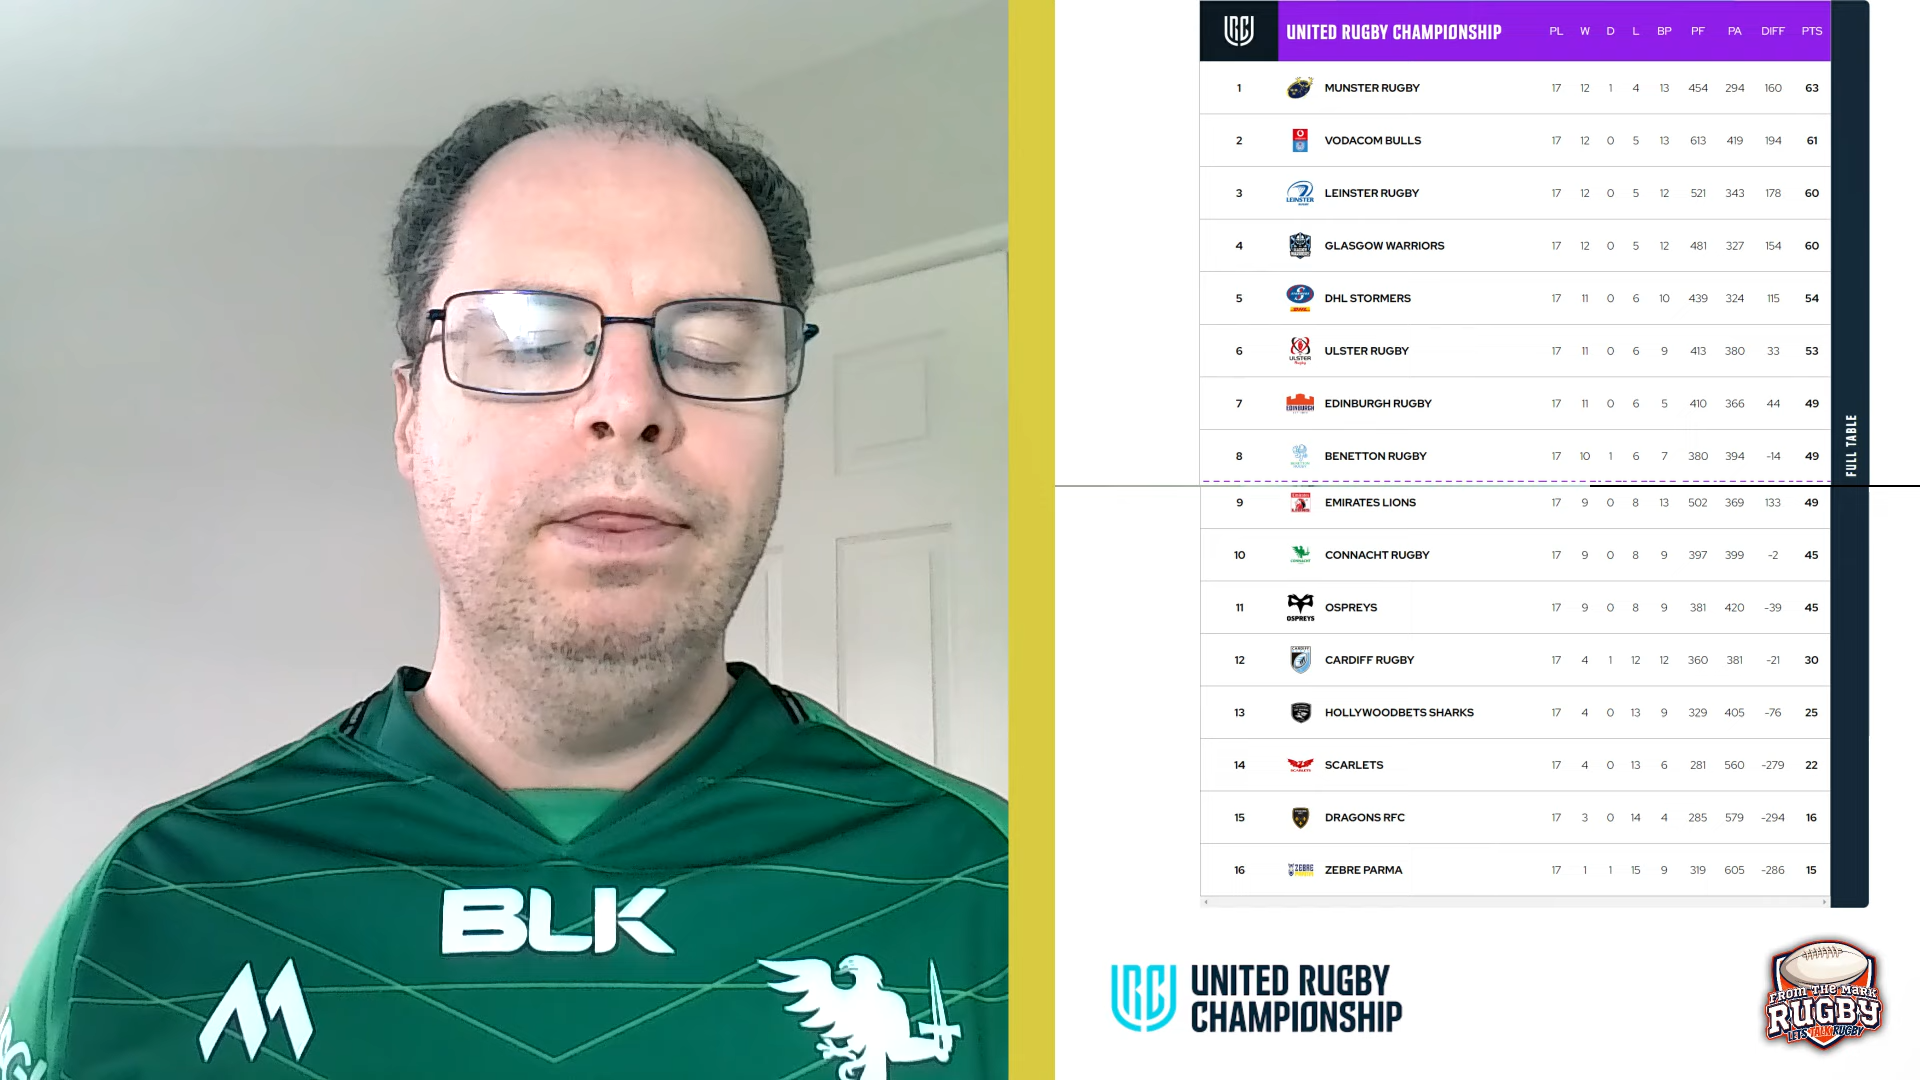 BLK
UNITED RUGBY CHAMPIONSHIP PL W D L BP PF PA DIFF PTS
1 MUNSTER RUGBY 17 12 1 4 13 454 294 160 63
2 VODACOM BULLS 17 12 0 5 13 613 419 194 61
3 LEINSTER RUGBY 17 12 0 5 12 521 343 178 60
4 GLASGOW WARRIORS 17 12 0 5 12 481 327 154 60
5 DHL STORMERS 17 11 0 6 10 439 324 115 54
6 ULSTER RUGBY 17 11 0 6 9 413 380 33 53
7 EDINBURGH RUGBY 17 11 0 6 5 410 366 44 49
8 BENETTON RUGBY 17 10 1 6 7 380 394 -14 49
9 EMIRATES LIONS 17 9 0 8 13 502 369 133 49
10 CONNACHT RUGBY 17 9 0 8 9 397 399 -2 45
11 OSPREYS 17 9 0 8 9 381 420 -39 45
12 CARDIFF RUGBY 17 4 1 12 12 360 381 -21 30
13 HOLLYWOODBETS SHARKS 17 4 0 13 9 329 405 -76 25
14 SCARLETS 17 4 0 13 6 281 560 -279 22
15 DRAGONS RFC 17 3 0 14 4 285 579 -294 16
16 ZEBRE PARMA 17 1 1 15 9 319 605 -286 15
FULL TABLE
UNITED RUGBY
CHAMPIONSHIP
FROM THE MARK
RUGBY
LETS TALK RUGBY